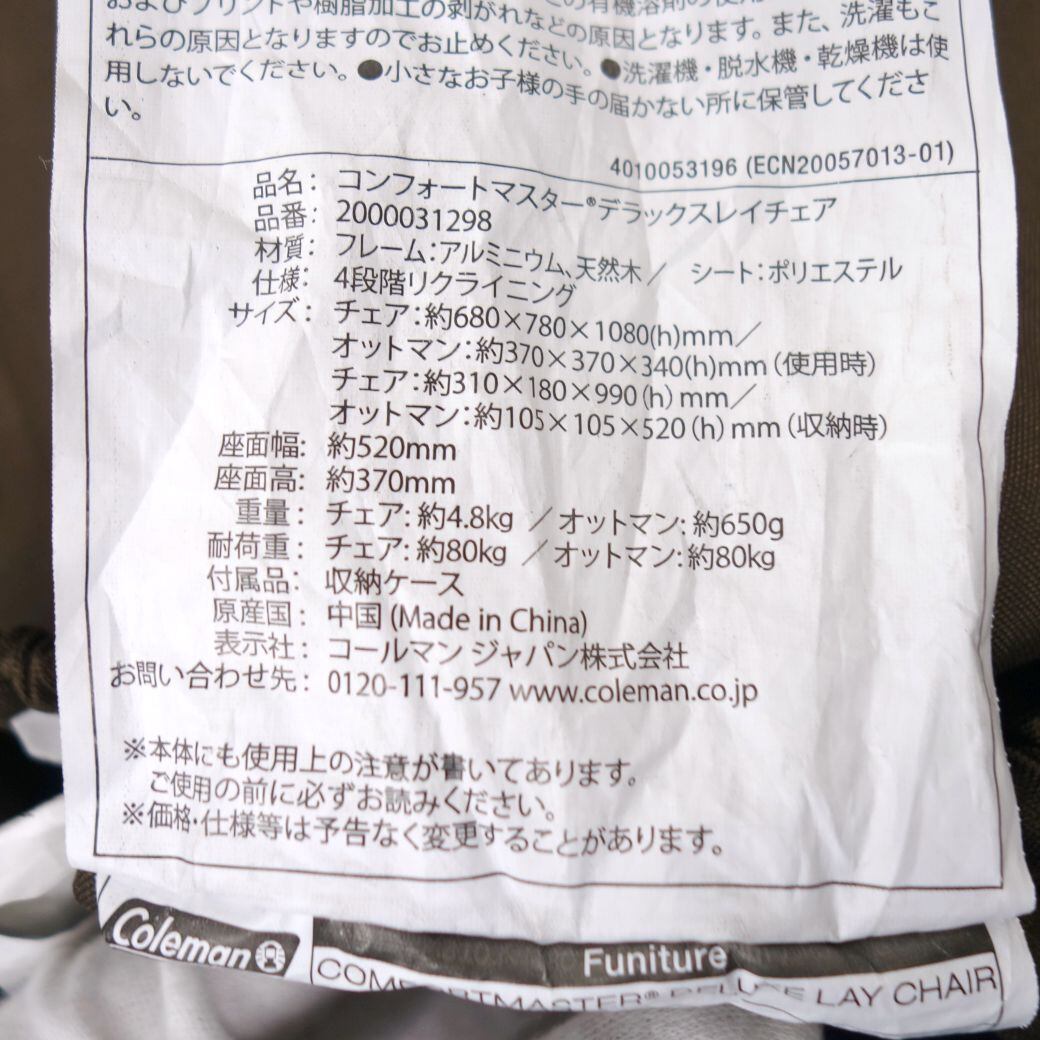 の有機溶剤の使用
およびプリントや樹脂加工の剥がれなどの原因となります。また、洗濯もこ
れらの原因となりますのでお止めください。●洗濯機・脱水機・乾燥機は使
用しないでください。●小さなお子様の手の届かない所に保管してくださ
い。
4010053196 (ECN20057013-01)
品名： コンフォートマスター®デラックスレイチェア
品番： 2000031298
材質： フレーム：アルミニウム、天然木／ シート：ポリエステル
仕様： 4段階リクライニング
サイズ： チェア：約680×780×1080(h)mm／
オットマン：約370×370×340(h)mm（使用時）
チェア：約310×180×990（h）mm／
オットマン：約105×105×520（h）mm（収納時）
座面幅： 約520mm
座面高： 約370mm
重量： チェア：約4.8kg ／オットマン：約650g
耐荷重： チェア：約80kg ／オットマン：約80kg
付属品： 収納ケース
原産国： 中国 (Made in China)
表示社： コールマン ジャパン株式会社
お問い合わせ先： 0120-111-957 www.coleman.co.jp
※本体にも使用上の注意が書いてあります。
ご使用の前に必ずお読みください。
※価格・仕様等は予告なく変更することがあります。
Coleman
Funiture
COMFORTMASTER® DELUXE LAY CHAIR